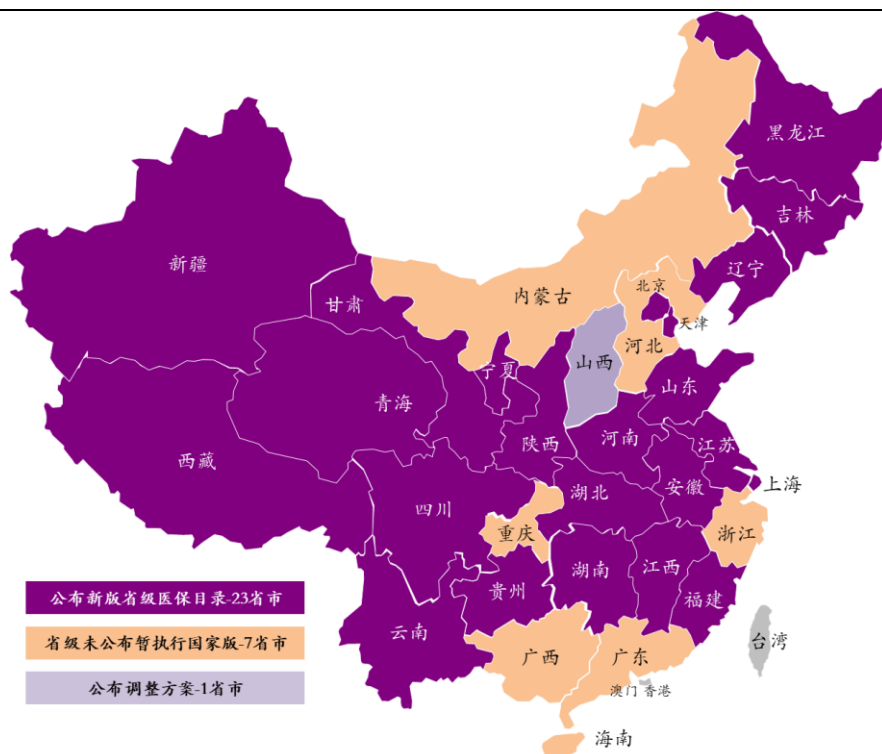 黑龙江
吉林
辽宁
新疆
内蒙古
北京
甘肃
天津
河北
山西
宁夏
山东
青海
陕西
河南
江苏
西藏
安徽
上海
湖北
四川
重庆
浙江
湖南
江西
贵州
福建
云南
台湾
广西
广东
澳门 香港
海南
公布新版省级医保目录-23省市
省级未公布暂执行国家版-7省市
公布调整方案-1省市